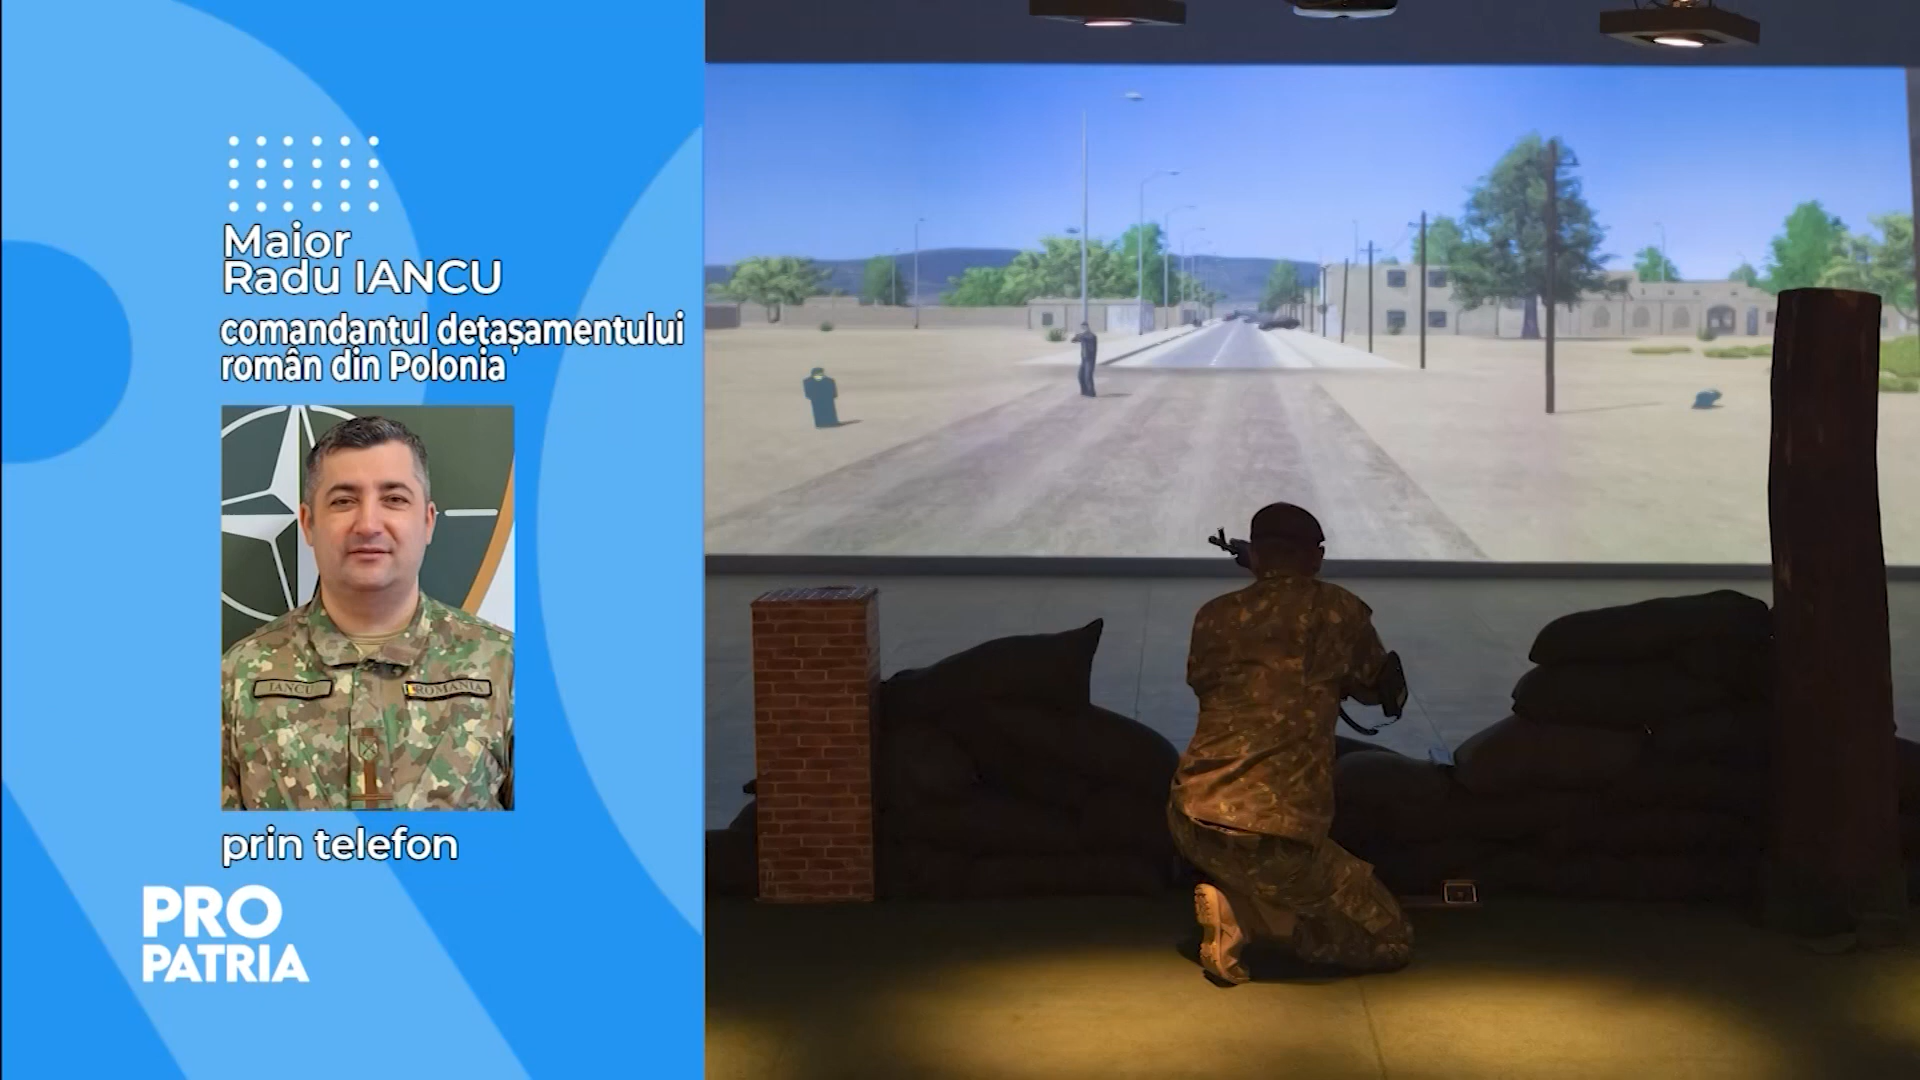 Maior
Radu IANCU
comandantul detașamentului
român din Polonia
IANCU
ROMANIA
prin telefon
PRO
PATRIA